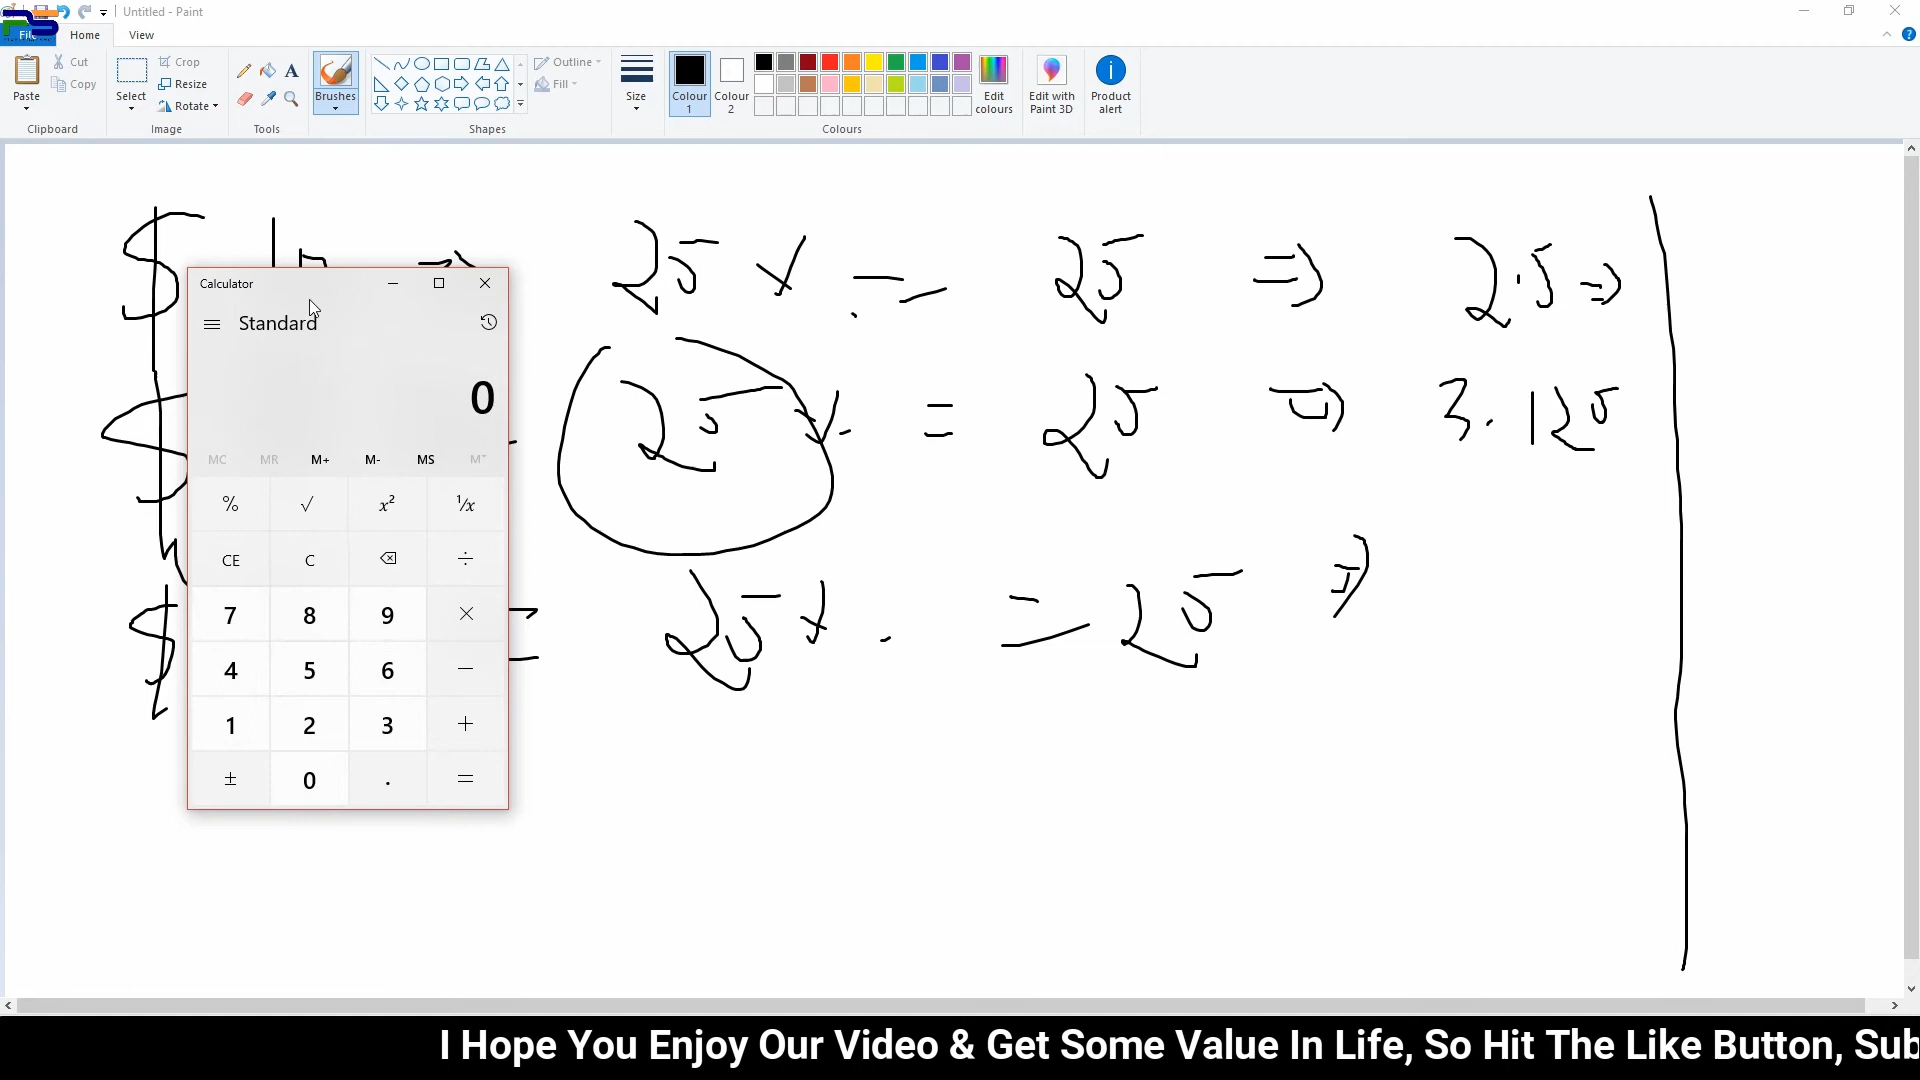 Untitled - Paint
File Home View
Paste Cut Copy Clipboard
Select Crop Resize Rotate Image
A Tools
Brushes
Outline Fill Shapes
Size
Colour 1 Colour 2 Edit colours Colours
Edit with Paint 3D
Product alert
$ 10 ⇒ 25 x = 25 ⇒ 2.5 ⇒
$ 25 x. = 25 ⇒ 3.125
$ = 25 x. = 25 ⇒
Calculator
Standard
0
MC MR M+ M- MS M˅
% √ x² ¹/x
CE C ÷
7 8 9 ×
4 5 6 −
1 2 3 +
± 0 . =
I Hope You Enjoy Our Video & Get Some Value In Life, So Hit The Like Button, Sub